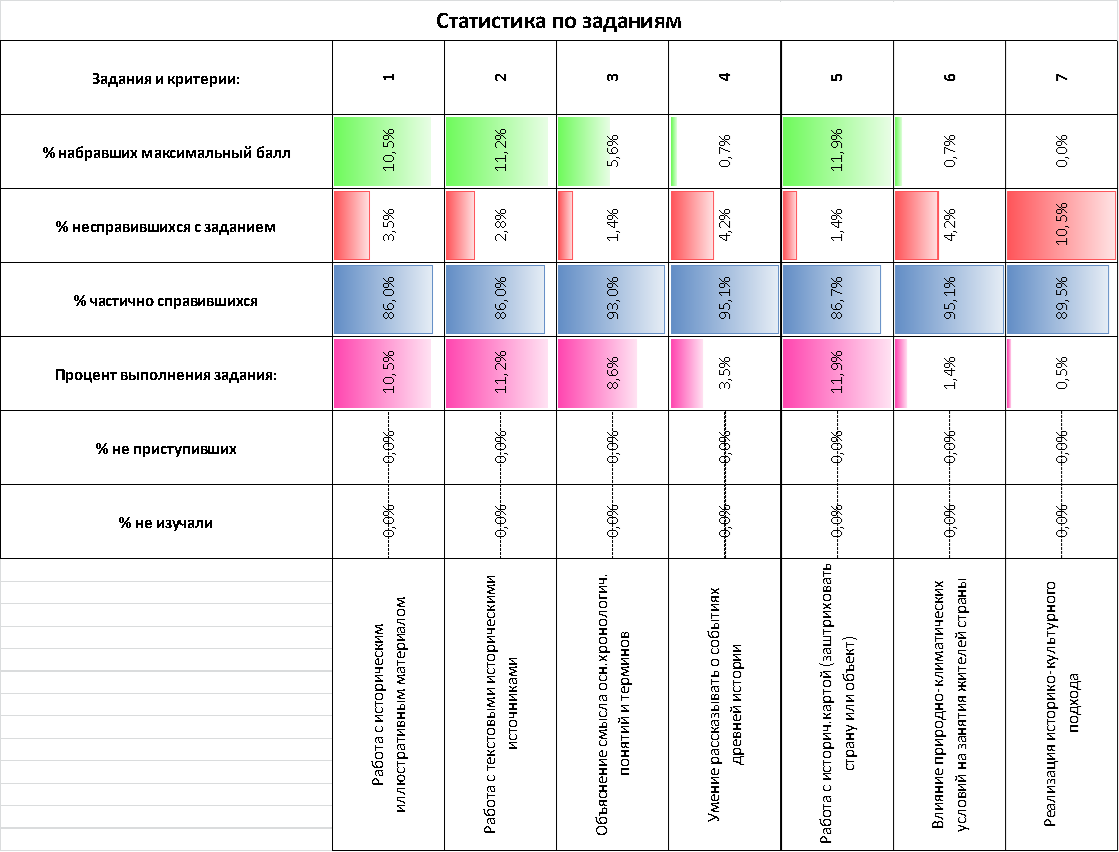 Статистика по заданиям
Задания и критерии: 1 2 3 4 5 6 7
% набравших максимальный балл 10,5% 11,2% 5,6% 0,7% 11,9% 0,7% 0,0%
% несправившихся с заданием 3,5% 2,8% 1,4% 4,2% 1,4% 4,2% 10,5%
% частично справившихся 86,0% 86,0% 93,0% 95,1% 86,7% 95,1% 89,5%
Процент выполнения задания: 10,5% 11,2% 8,6% 3,5% 11,9% 1,4% 0,5%
% не приступивших 0,0% 0,0% 0,0% 0,0% 0,0% 0,0% 0,0%
% не изучали 0,0% 0,0% 0,0% 0,0% 0,0% 0,0% 0,0%
Работа с историческим
иллюстративным материалом
Работа с текстовыми историческими
источниками
Объяснение смысла осн.хронологич.
понятий и терминов
Умение рассказывать о событиях
древней истории
Работа с историч.картой (заштриховать
страну или объект)
Влияние природно-климатических
условий на занятия жителей страны
Реализация историко-культурного
подхода